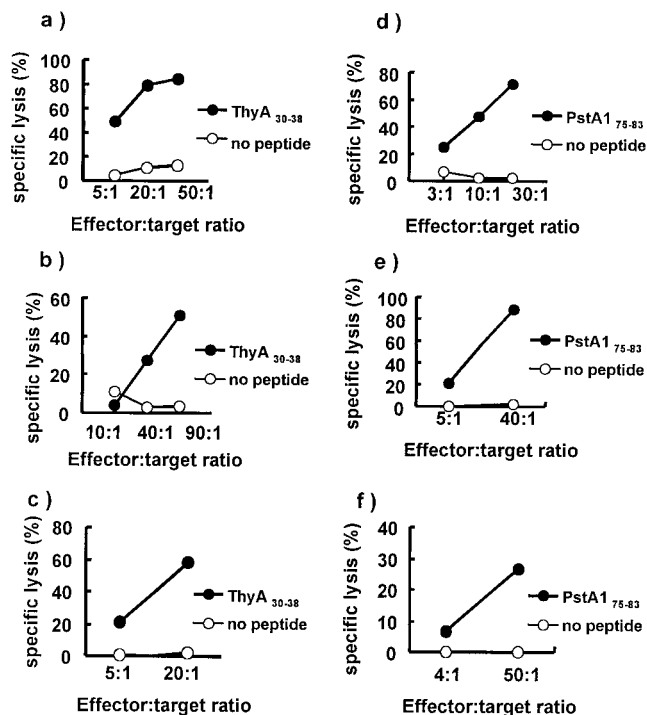 a )
specific lysis (%)
100
80
60
40
20
0
5:1 20:1 50:1
Effector:target ratio
ThyA 30-38
no peptide
b )
specific lysis (%)
60
40
20
0
10:1 40:1 90:1
Effector:target ratio
ThyA 30-38
no peptide
c )
specific lysis (%)
80
60
40
20
0
5:1 20:1
Effector:target ratio
ThyA 30-38
no peptide
d )
specific lysis (%)
80
60
40
20
0
3:1 10:1 30:1
Effector:target ratio
PstA1 75-83
no peptide
e )
specific lysis (%)
100
80
60
40
20
0
5:1 40:1
Effector:target ratio
PstA1 75-83
no peptide
f )
specific lysis (%)
40
30
20
10
0
4:1 50:1
Effector:target ratio
PstA1 75-83
no peptide